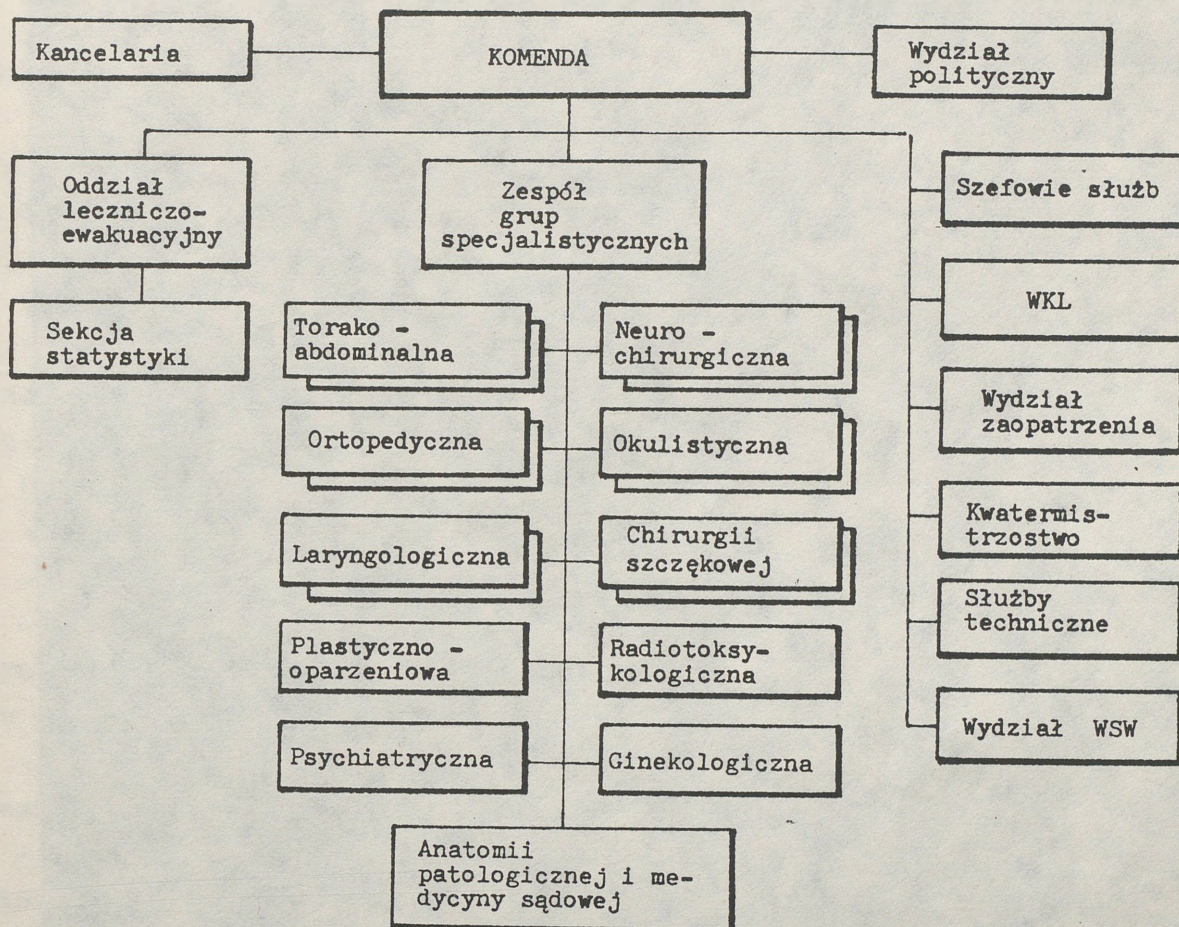 Kancelaria
KOMENDA
Wydział
polityczny
Oddział
leczniczo-
ewakuacyjny
Zespół
grup
specjalistycznych
Szefowie służb
Sekcja
statystyki
WKL
Torako -
abdominalna
Neuro -
chirurgiczna
Wydział
zaopatrzenia
Ortopedyczna
Okulistyczna
Kwatermis-
trzostwo
Laryngologiczna
Chirurgii
szczękowej
Służby
techniczne
Plastyczno -
oparzeniowa
Radiotoksy-
kologiczna
Wydział WSW
Psychiatryczna
Ginekologiczna
Anatomii
patologicznej i me-
dycyny sądowej